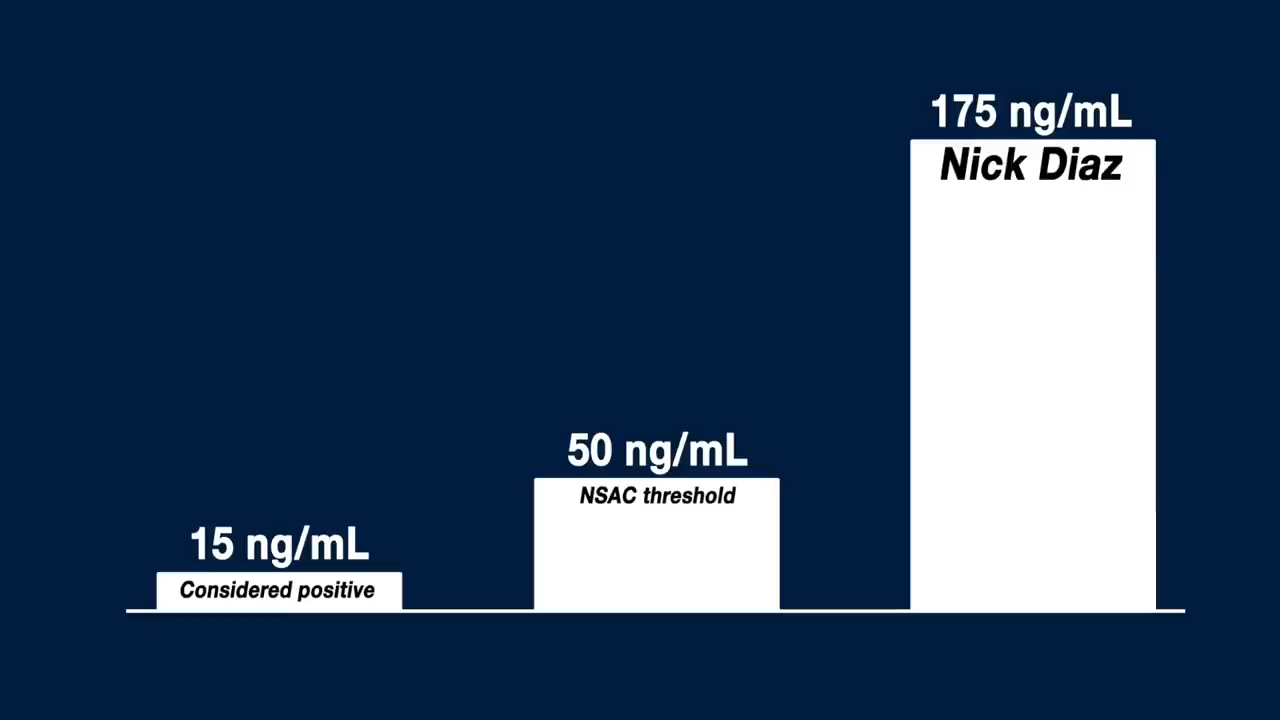 175 ng/mL
Nick Diaz
50 ng/mL
NSAC threshold
15 ng/mL
Considered positive